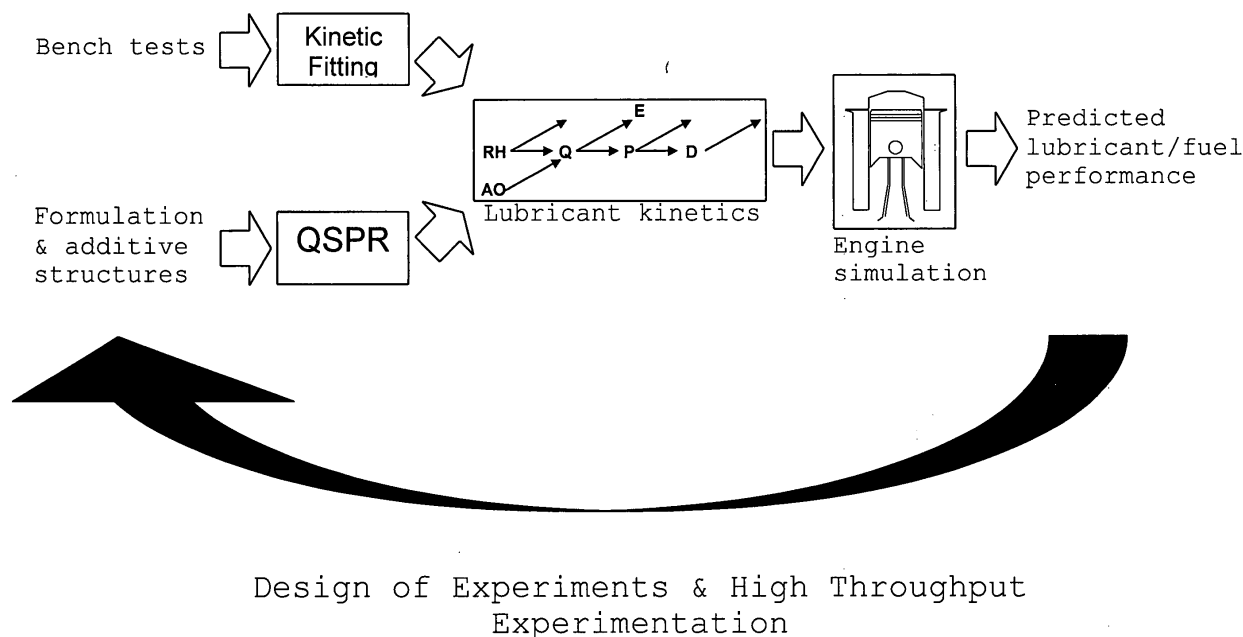 Bench tests
Kinetic
Fitting
Formulation
& additive
structures
QSPR
E
RH Q P D
AO
Lubricant kinetics
Engine
simulation
Predicted
lubricant/fuel
performance
Design of Experiments & High Throughput
Experimentation